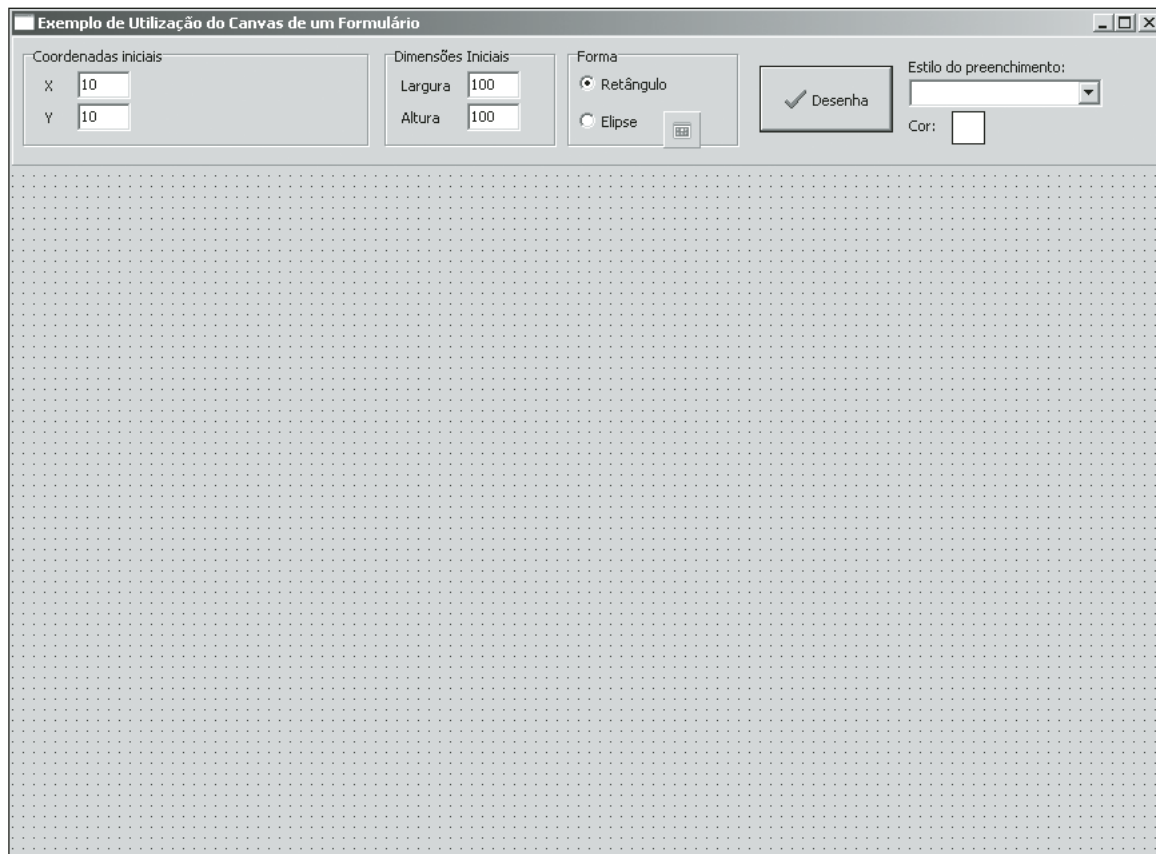 Exemplo de Utilização do Canvas de um Formulário
Coordenadas iniciais
X 10
Y 10
Dimensões Iniciais
Largura 100
Altura 100
Forma
Retângulo
Elipse
Desenha
Estilo do preenchimento:
Cor: